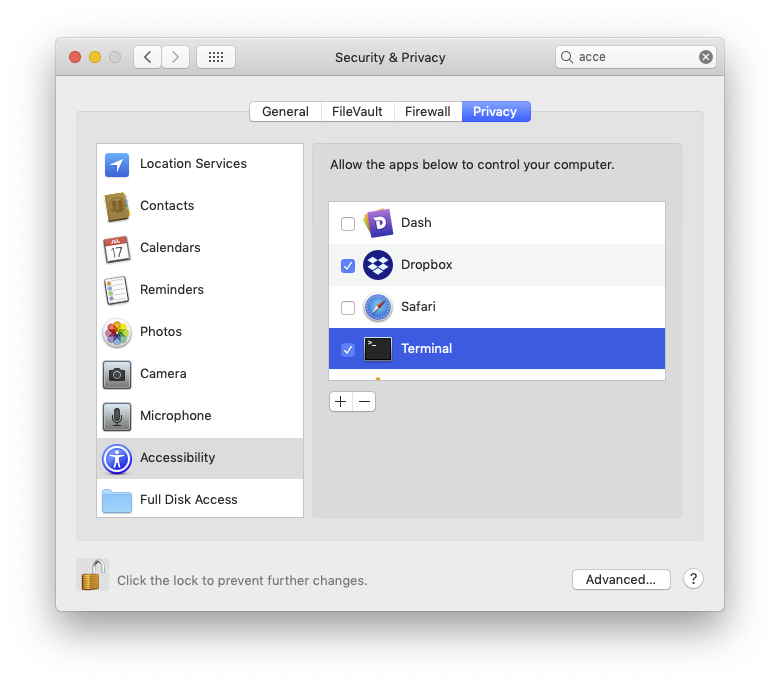 Security & Privacy
acce
General
FileVault
Firewall
Privacy
Location Services
Contacts
Calendars
Reminders
Photos
Camera
Microphone
Accessibility
Full Disk Access
JUL
17
Allow the apps below to control your computer.
Dash
Dropbox
Safari
Terminal
D
>_
+
−
Click the lock to prevent further changes.
Advanced...
?